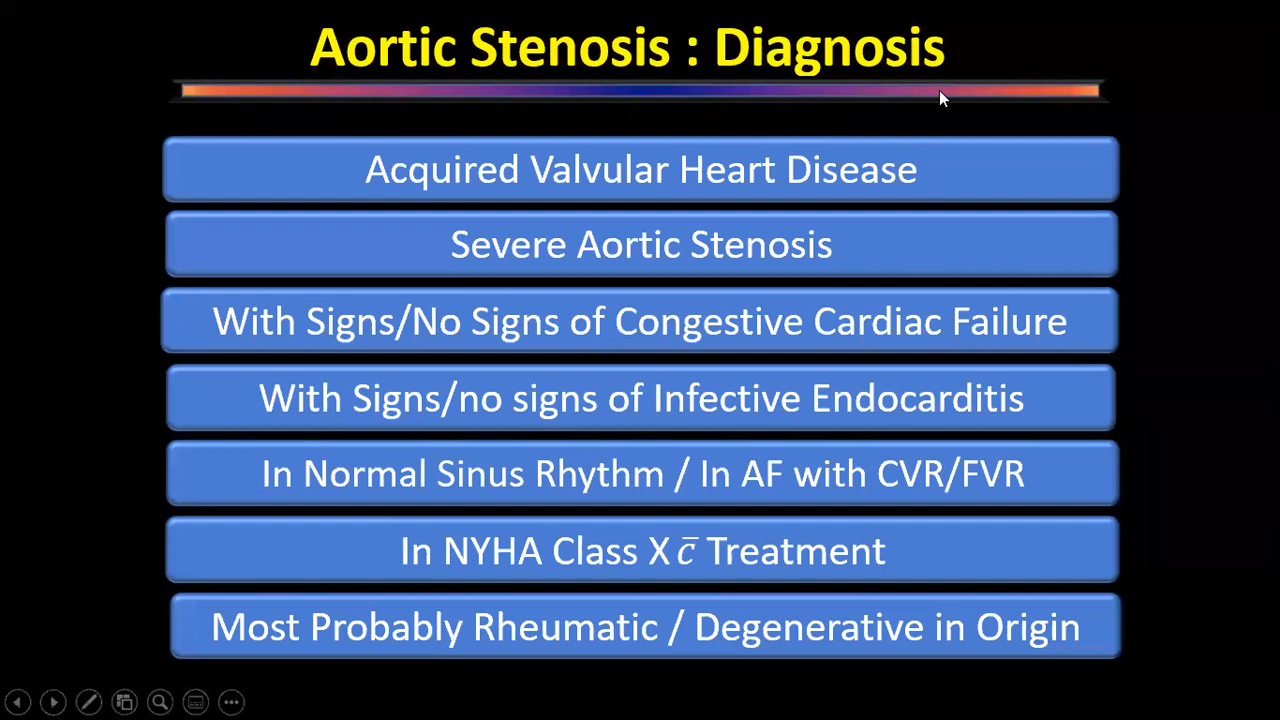 Aortic Stenosis : Diagnosis
Acquired Valvular Heart Disease
Severe Aortic Stenosis
With Signs/No Signs of Congestive Cardiac Failure
With Signs/no signs of Infective Endocarditis
In Normal Sinus Rhythm / In AF with CVR/FVR
In NYHA Class X c̄ Treatment
Most Probably Rheumatic / Degenerative in Origin